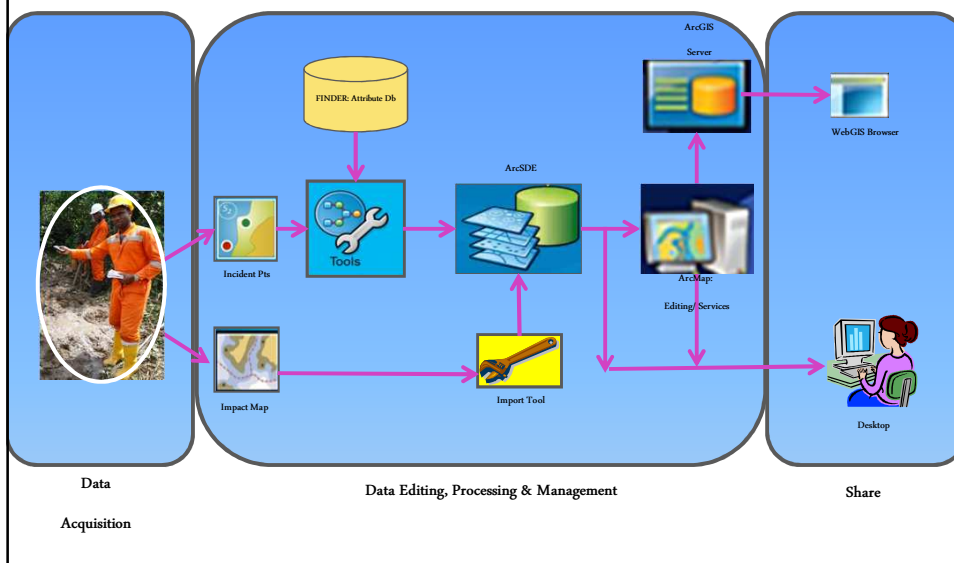 ArcGIS
Server
FINDER: Attribute Db
WebGIS Browser
ArcSDE
Tools
Incident Pts
ArcMap:
Editing/ Services
Impact Map
Import Tool
Desktop
Data
Acquisition
Data Editing, Processing & Management
Share